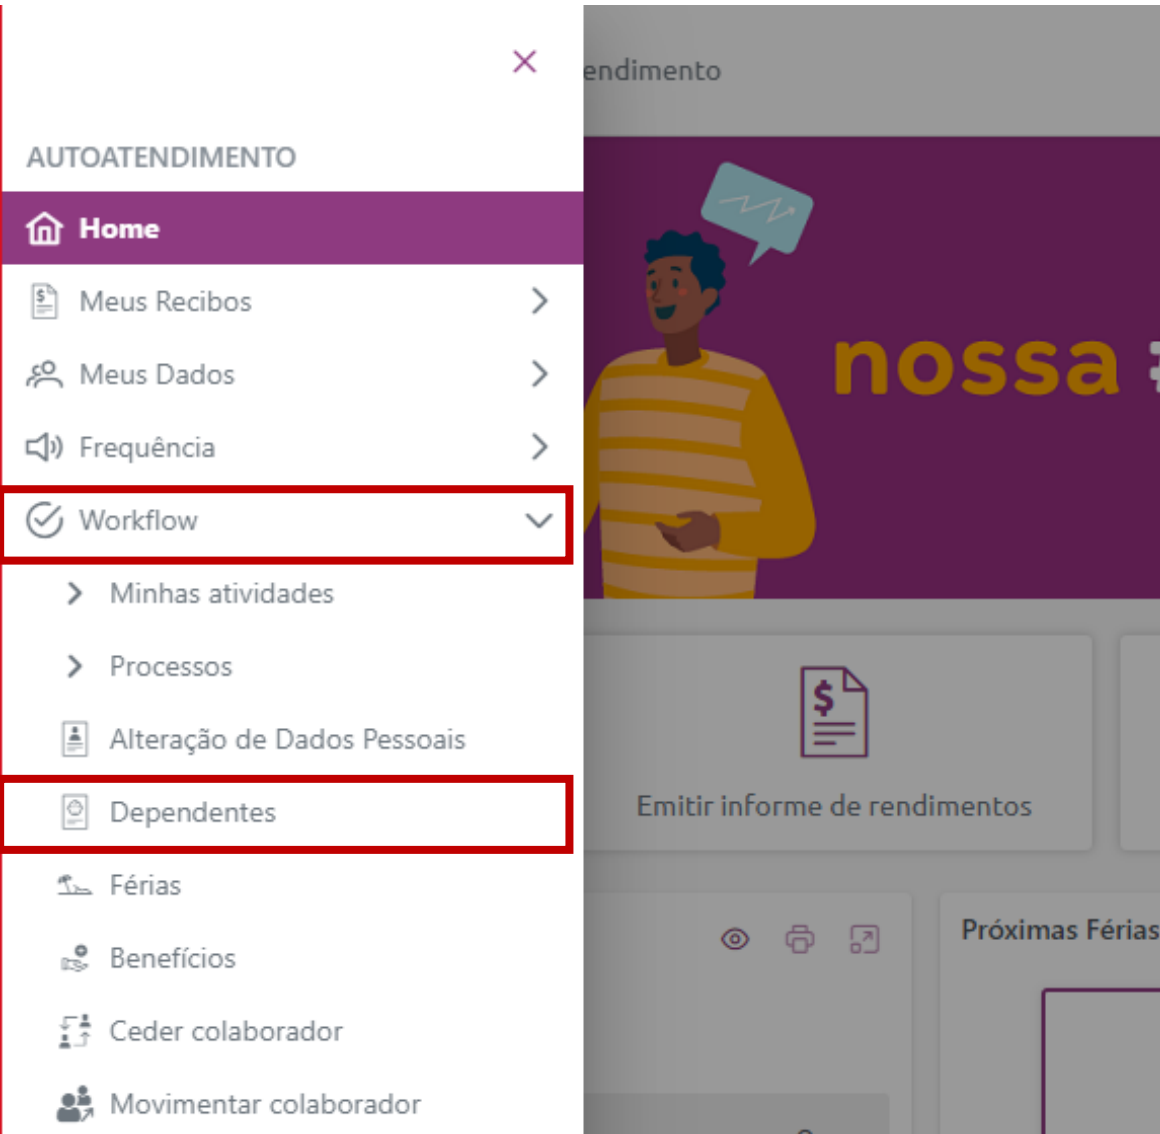 endimento
AUTOATENDIMENTO
Home
Meus Recibos
Meus Dados
Frequência
Workflow
Minhas atividades
Processos
Alteração de Dados Pessoais
Dependentes
Férias
Benefícios
Ceder colaborador
Movimentar colaborador
nossa
Emitir informe de rendimentos
Próximas Férias